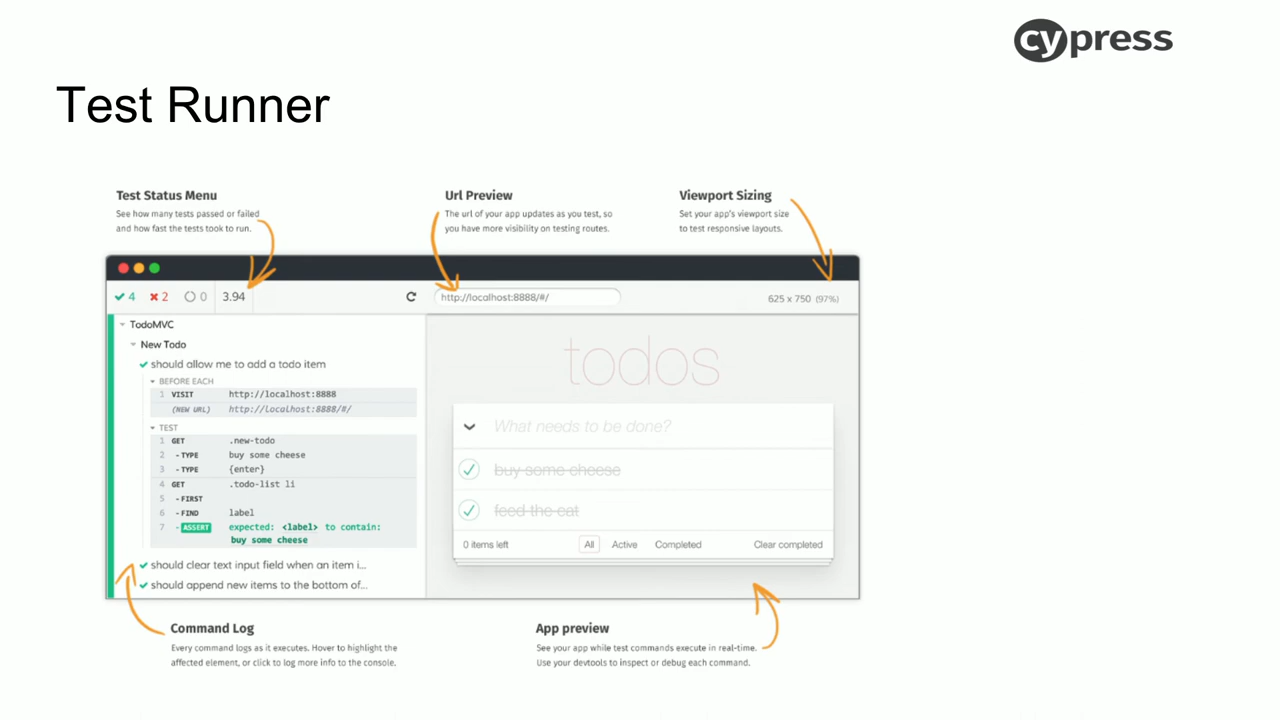 cypress
Test Runner
Test Status Menu
See how many tests passed or failed
and how fast the tests took to run.
Url Preview
The url of your app updates as you test, so
you have more visibility on testing routes.
Viewport Sizing
Set your app's viewport size
to test responsive layouts.
4 2 0 3.94
http://localhost:8888/#/
625 x 750 (97%)
TodoMVC
New Todo
should allow me to add a todo item
BEFORE EACH
1 VISIT http://localhost:8888
(NEW URL) http://localhost:8888/#/
TEST
1 GET .new-todo
2 -TYPE buy some cheese
3 -TYPE {enter}
4 GET .todo-list li
5 -FIRST
6 -FIND label
7 -ASSERT expected: <label> to contain:
buy some cheese
should clear text input field when an item i...
should append new items to the bottom of...
todos
What needs to be done?
buy some cheese
feed the cat
0 items left All Active Completed Clear completed
Command Log
Every command logs as it executes. Hover to highlight the
affected element, or click to log more info to the console.
App preview
See your app while test commands execute in real-time.
Use your devtools to inspect or debug each command.